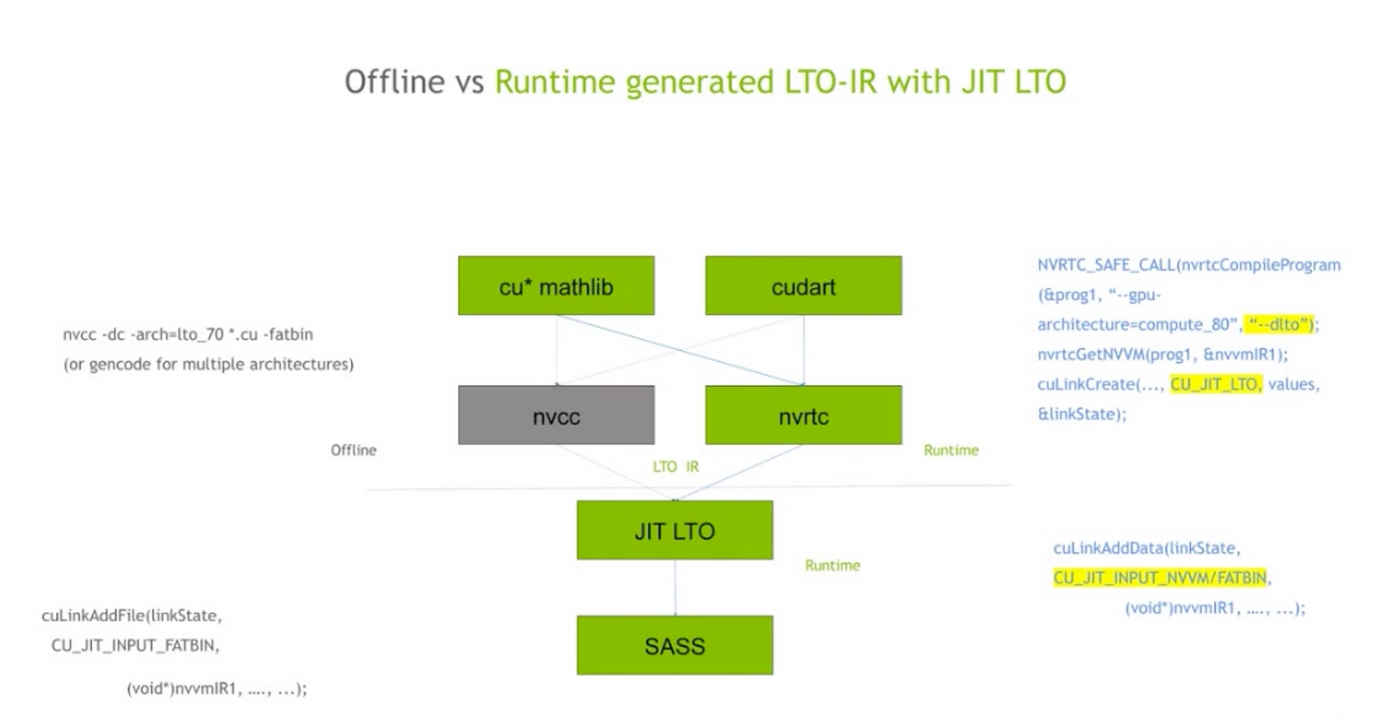 Offline vs Runtime generated LTO-IR with JIT LTO
cu* mathlib
cudart
nvcc -dc -arch=lto_70 *.cu -fatbin
(or gencode for multiple architectures)
NVRTC_SAFE_CALL(nvrtcCompileProgram
(&prog1, “--gpu-
architecture=compute_80”, “--dlto”);
nvrtcGetNVVM(prog1, &nvvmIR1);
cuLinkCreate(..., CU_JIT_LTO, values,
&linkState);
nvcc
nvrtc
Offline
LTO IR
Runtime
JIT LTO
Runtime
SASS
cuLinkAddFile(linkState,
CU_JIT_INPUT_FATBIN,
(void*)nvvmIR1, ...., ...);
cuLinkAddData(linkState,
CU_JIT_INPUT_NVVM/FATBIN,
(void*)nvvmIR1, ...., ...);